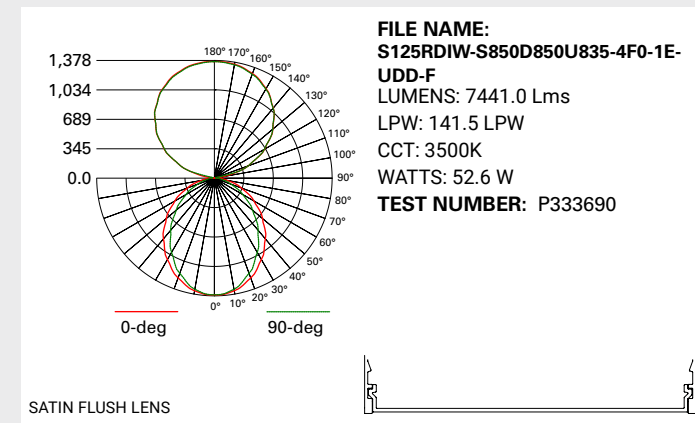 FILE NAME:
S125RDIW-S850D850U835-4F0-1E-
UDD-F
LUMENS: 7441.0 Lms
LPW: 141.5 LPW
CCT: 3500K
WATTS: 52.6 W
TEST NUMBER: P333690
1,378
1,034
689
345
0.0
180°
170°
160°
150°
140°
130°
120°
110°
100°
90°
80°
70°
60°
50°
40°
30°
20°
10°
0°
0-deg
90-deg
SATIN FLUSH LENS